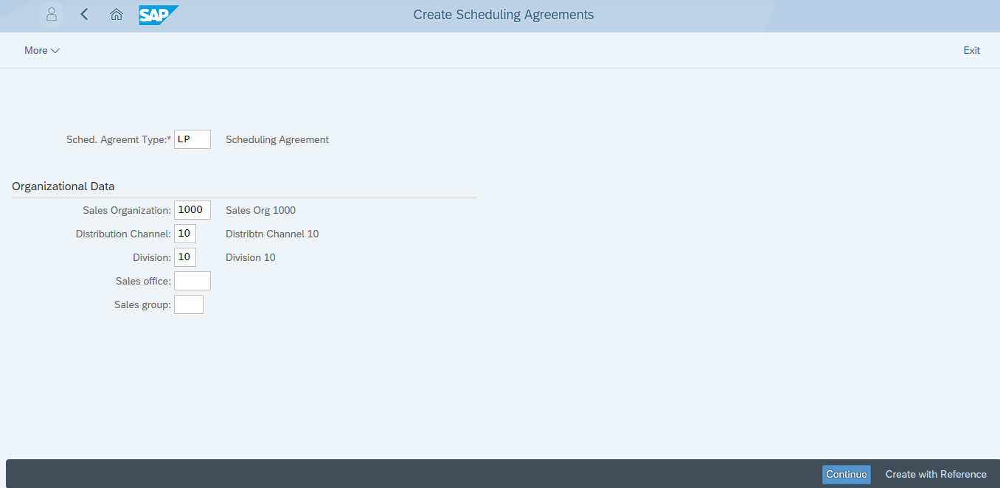 SAP Create Scheduling Agreements
More Exit
Sched. Agreemt Type:* LP Scheduling Agreement
Organizational Data
Sales Organization: 1000 Sales Org 1000
Distribution Channel: 10 Distribtn Channel 10
Division: 10 Division 10
Sales office:
Sales group:
Continue Create with Reference